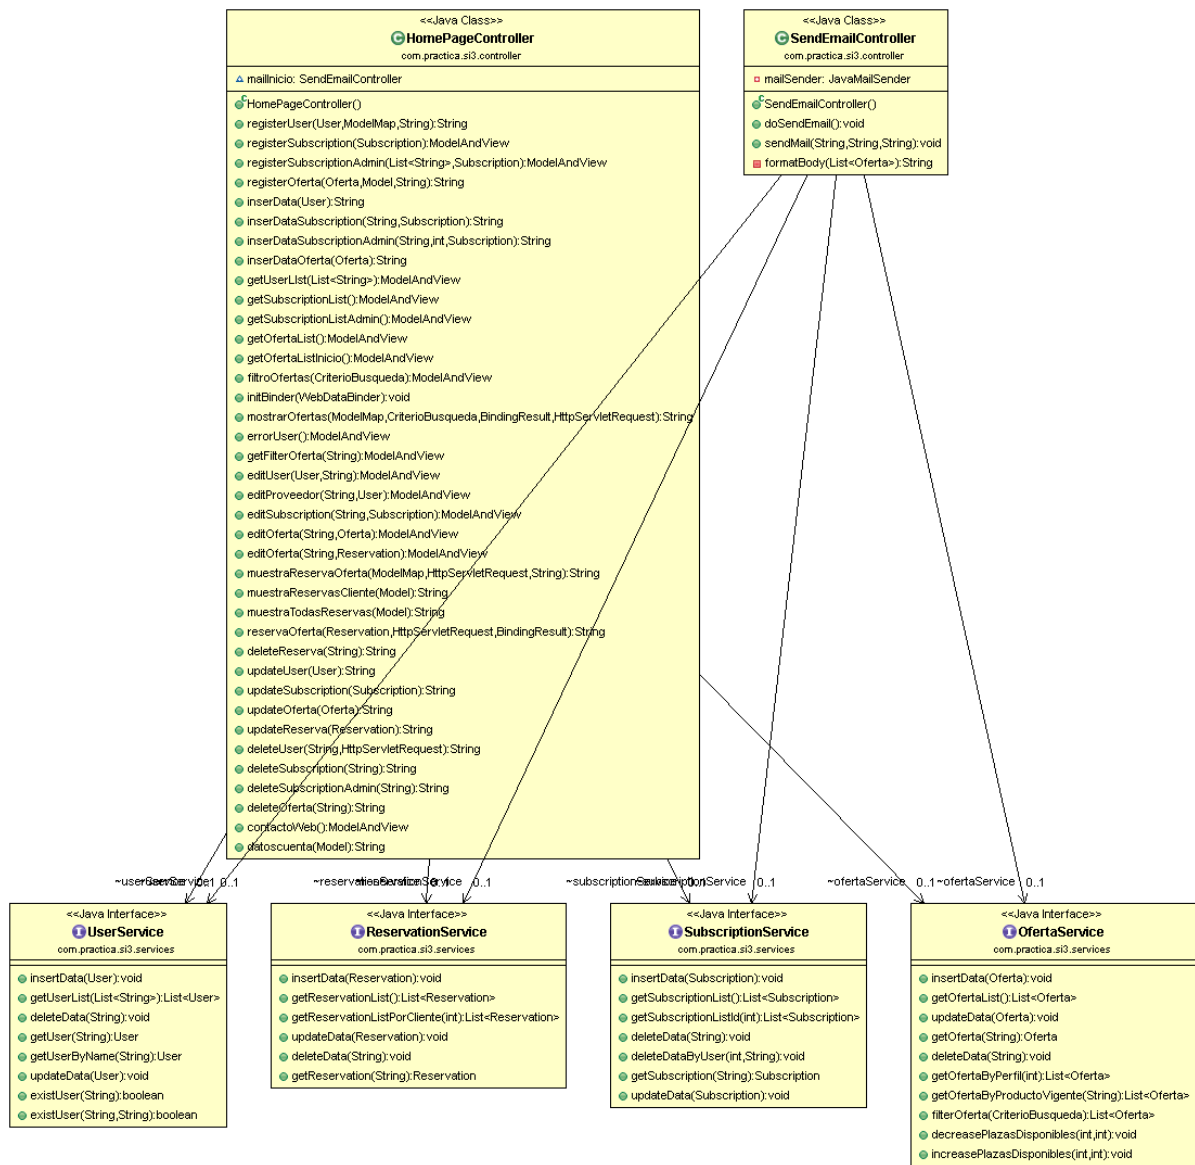 <<Java Class>>
HomePageController
com.practica.si3.controller
mailInicio: SendEmailController
HomePageController()
registerUser(User,ModelMap,String):String
registerSubscription(Subscription):ModelAndView
registerSubscriptionAdmin(List<String>,Subscription):ModelAndView
registerOferta(Oferta,Model,String):String
inserData(User):String
inserDataSubscription(String,Subscription):String
inserDataSubscriptionAdmin(String,int,Subscription):String
inserDataOferta(Oferta):String
getUserLIst(List<String>):ModelAndView
getSubscriptionList():ModelAndView
getSubscriptionListAdmin():ModelAndView
getOfertaList():ModelAndView
getOfertaListInicio():ModelAndView
filtroOfertas(CriterioBusqueda):ModelAndView
initBinder(WebDataBinder):void
mostrarOfertas(ModelMap,CriterioBusqueda,BindingResult,HttpServletRequest):String
errorUser():ModelAndView
getFilterOferta(String):ModelAndView
editUser(User,String):ModelAndView
editProveedor(String,User):ModelAndView
editSubscription(String,Subscription):ModelAndView
editOferta(String,Oferta):ModelAndView
editOferta(String,Reservation):ModelAndView
muestraReservaOferta(ModelMap,HttpServletRequest,String):String
muestraReservasCliente(Model):String
muestraTodasReservas(Model):String
reservaOferta(Reservation,HttpServletRequest,BindingResult):String
deleteReserva(String):String
updateUser(User):String
updateSubscription(Subscription):String
updateOferta(Oferta):String
updateReserva(Reservation):String
deleteUser(String,HttpServletRequest):String
deleteSubscription(String):String
deleteSubscriptionAdmin(String):String
deleteOferta(String):String
contactoWeb():ModelAndView
datoscuenta(Model):String
<<Java Class>>
SendEmailController
com.practica.si3.controller
mailSender: JavaMailSender
SendEmailController()
doSendEmail():void
sendMail(String,String,String):void
formatBody(List<Oferta>):String
~userService 0..1 0..1
~reservationService 0..1
~subscriptionService 0..1 0..1
~ofertaService 0..1 ~ofertaService 0..1
<<Java Interface>>
UserService
com.practica.si3.services
insertData(User):void
getUserList(List<String>):List<User>
deleteData(String):void
getUser(String):User
getUserByName(String):User
updateData(User):void
existUser(String):boolean
existUser(String,String):boolean
<<Java Interface>>
ReservationService
com.practica.si3.services
insertData(Reservation):void
getReservationList():List<Reservation>
getReservationListPorCliente(int):List<Reservation>
updateData(Reservation):void
deleteData(String):void
getReservation(String):Reservation
<<Java Interface>>
SubscriptionService
com.practica.si3.services
insertData(Subscription):void
getSubscriptionList():List<Subscription>
getSubscriptionListId(int):List<Subscription>
deleteData(String):void
deleteDataByUser(int,String):void
getSubscription(String):Subscription
updateData(Subscription):void
<<Java Interface>>
OfertaService
com.practica.si3.services
insertData(Oferta):void
getOfertaList():List<Oferta>
updateData(Oferta):void
getOferta(String):Oferta
deleteData(String):void
getOfertaByPerfil(int):List<Oferta>
getOfertaByProductoVigente(String):List<Oferta>
filterOferta(CriterioBusqueda):List<Oferta>
decreasePlazasDisponibles(int,int):void
increasePlazasDisponibles(int,int):void